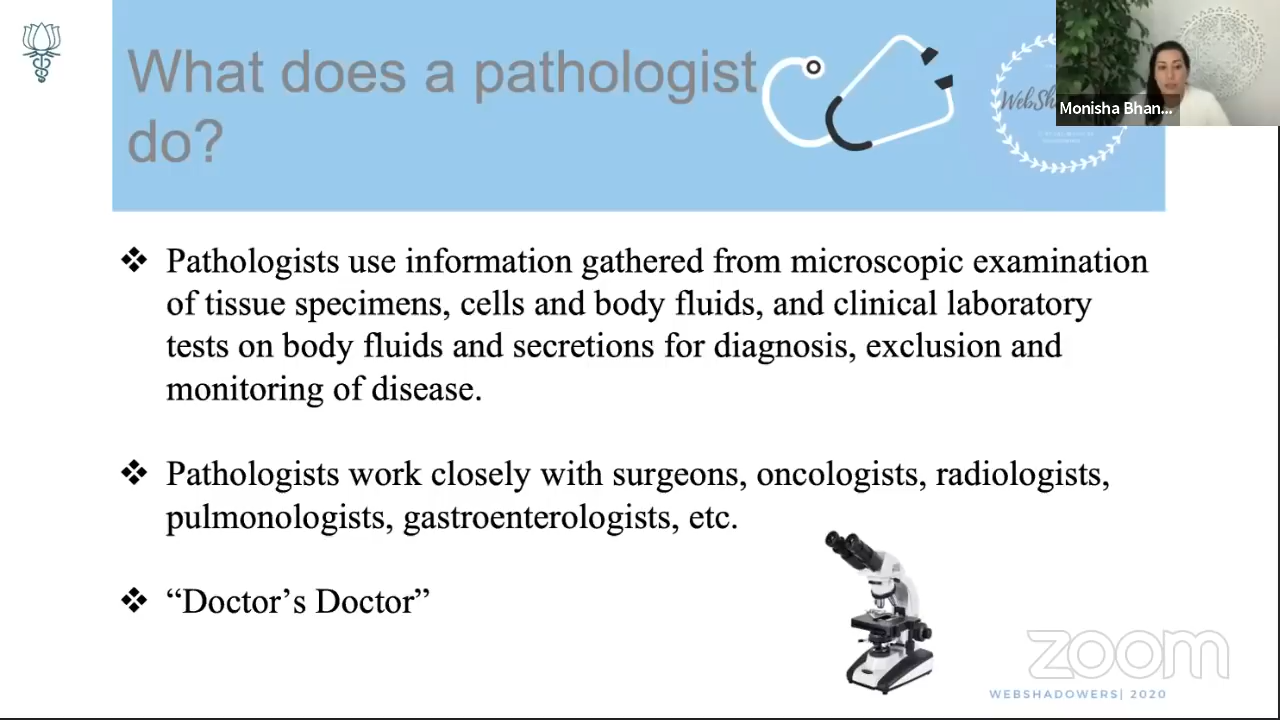 What does a pathologist
do?
Monisha Bhan...
❖ Pathologists use information gathered from microscopic examination
of tissue specimens, cells and body fluids, and clinical laboratory
tests on body fluids and secretions for diagnosis, exclusion and
monitoring of disease.
❖ Pathologists work closely with surgeons, oncologists, radiologists,
pulmonologists, gastroenterologists, etc.
❖ “Doctor’s Doctor”
zoom
WEBSHADOWERS| 2020